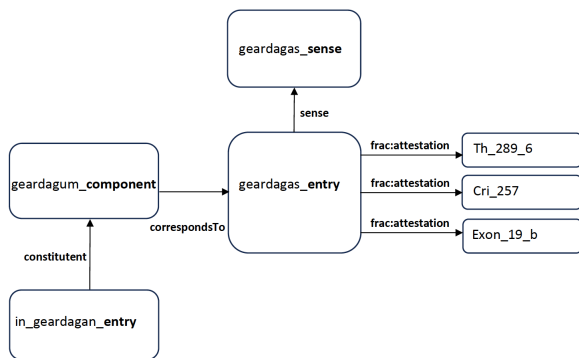 geardagas_sense
sense
geardagum_component
geardagas_entry
correspondsTo
frac:attestation
Th_289_6
frac:attestation
Cri_257
frac:attestation
Exon_19_b
constitutent
in_geardagan_entry